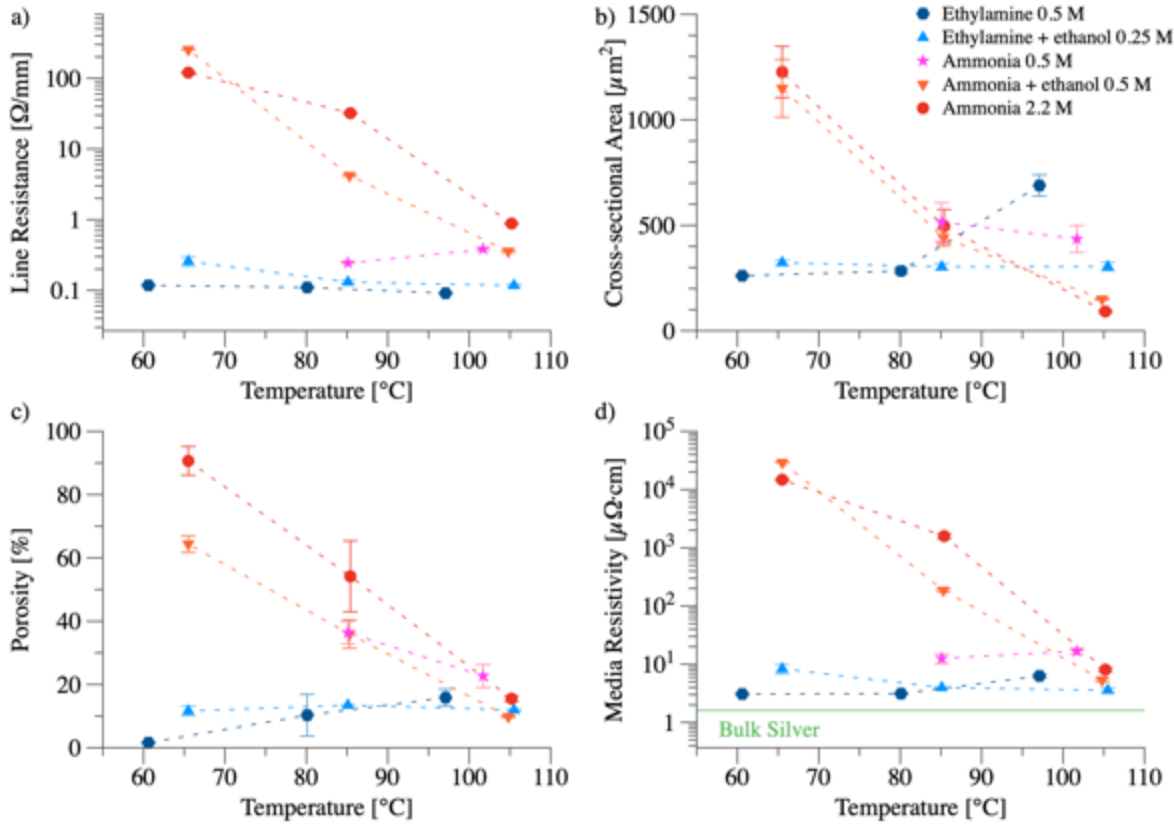 a)
Line Resistance [Ω/mm]
100
10
1
0.1
60 70 80 90 100 110
Temperature [°C]
b)
Cross-sectional Area [μm²]
1500
1000
500
0
60 70 80 90 100 110
Temperature [°C]
Ethylamine 0.5 M
Ethylamine + ethanol 0.25 M
Ammonia 0.5 M
Ammonia + ethanol 0.5 M
Ammonia 2.2 M
c)
Porosity [%]
100
80
60
40
20
0
60 70 80 90 100 110
Temperature [°C]
d)
Media Resistivity [μΩ·cm]
10⁵
10⁴
10³
10²
10¹
1
Bulk Silver
60 70 80 90 100 110
Temperature [°C]